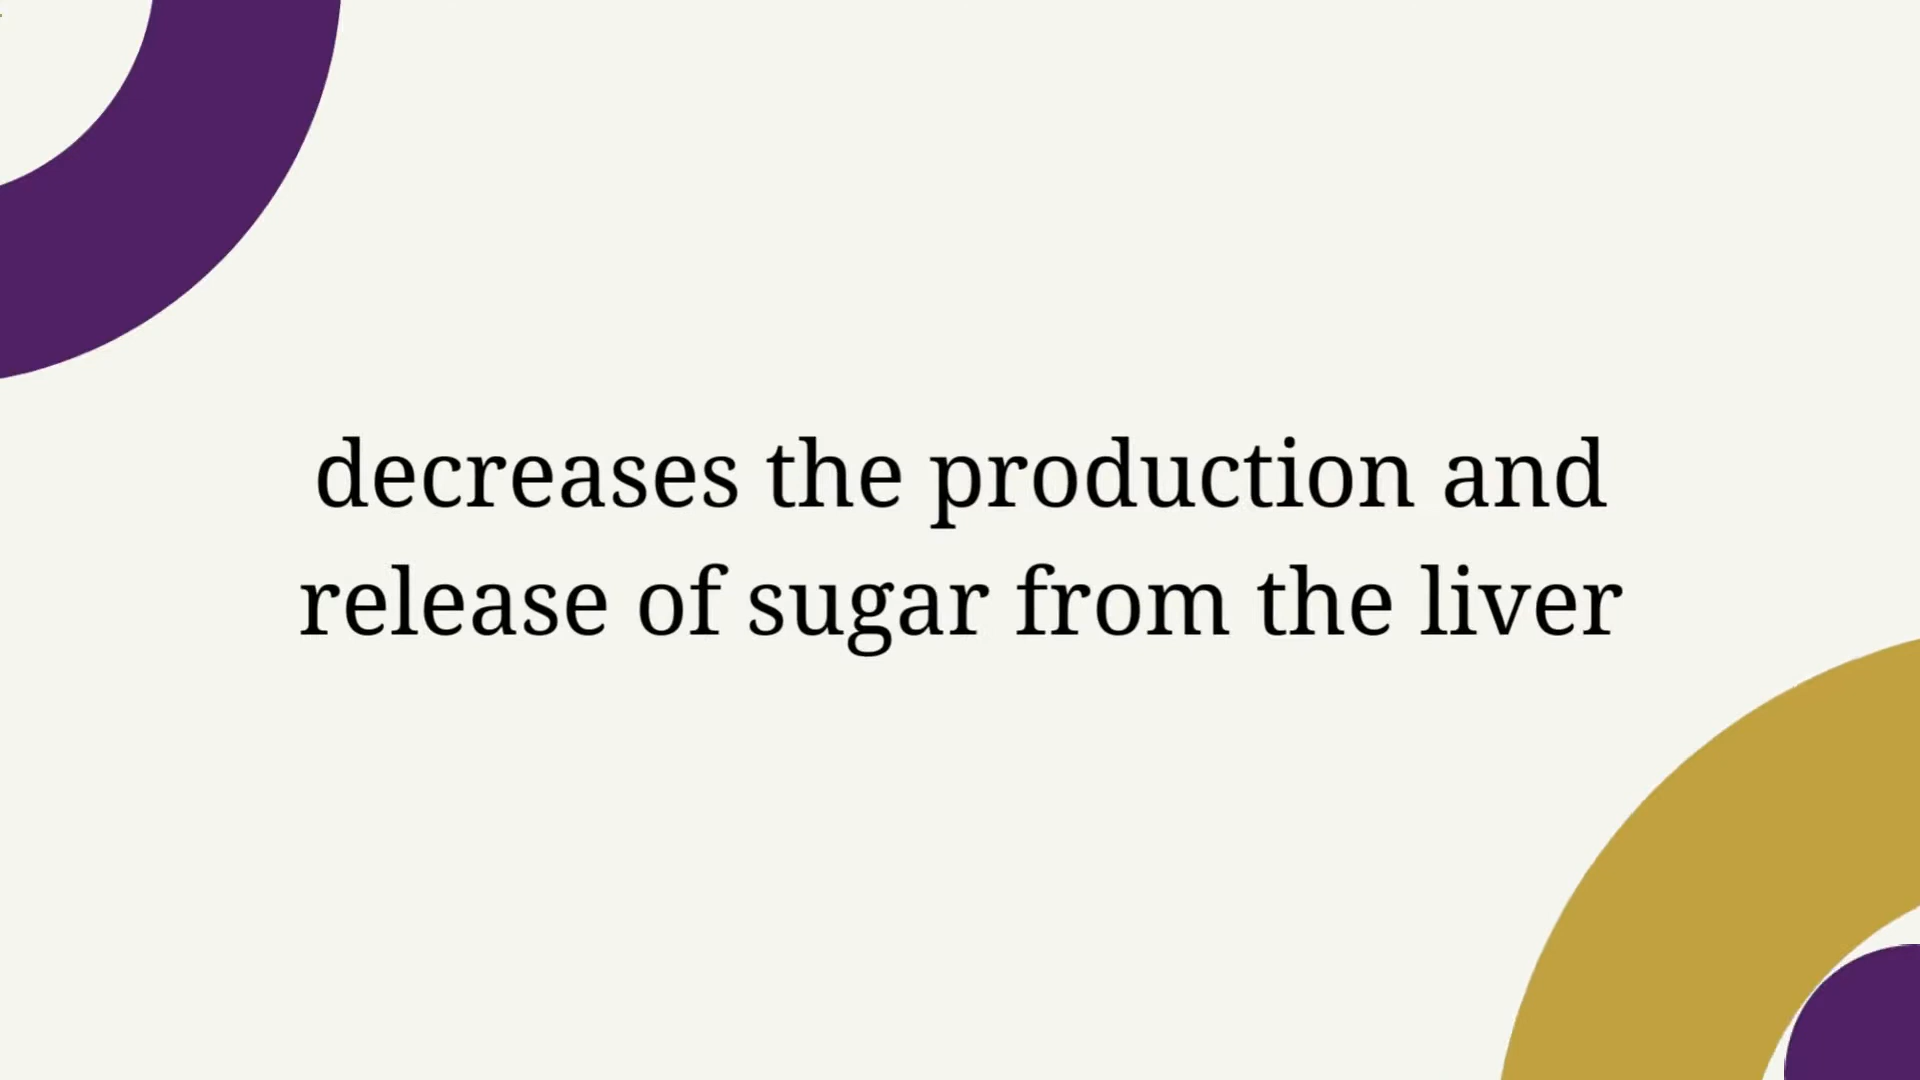 decreases the production and
release of sugar from the liver